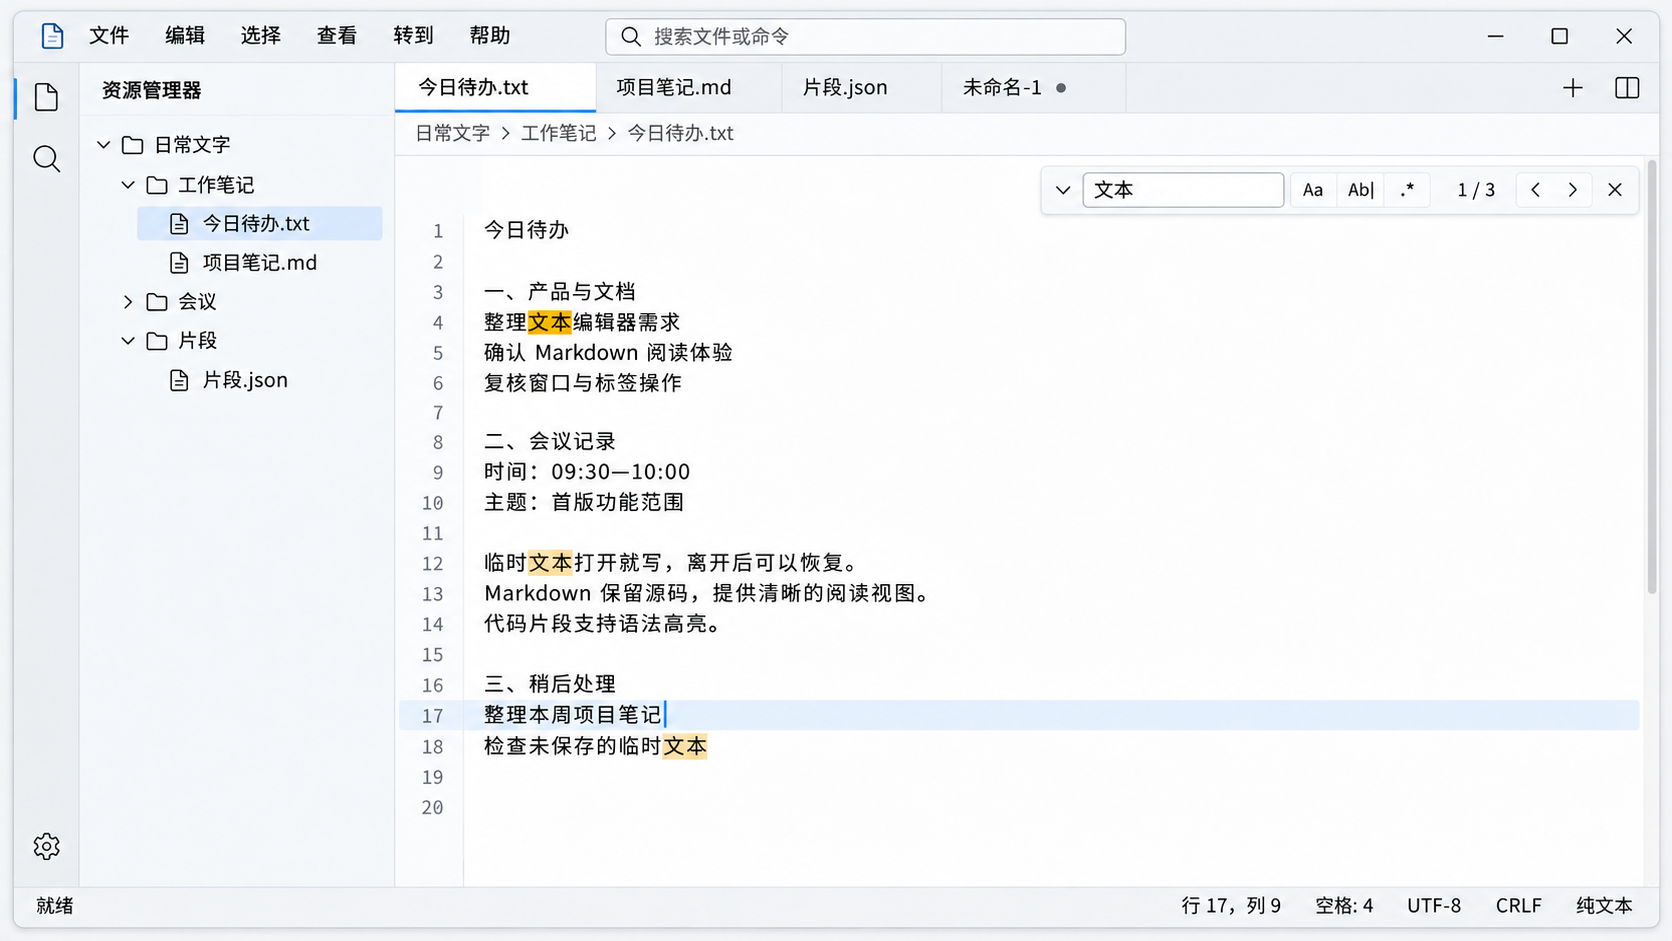 文件 编辑 选择 查看 转到 帮助 搜索文件或命令
资源管理器
日常文字
工作笔记
今日待办.txt
项目笔记.md
会议
片段
片段.json
今日待办.txt 项目笔记.md 片段.json 未命名-1
日常文字 > 工作笔记 > 今日待办.txt
文本 Aa Ab| .* 1 / 3
1 今日待办
2
3 一、产品与文档
4 整理文本编辑器需求
5 确认 Markdown 阅读体验
6 复核窗口与标签操作
7
8 二、会议记录
9 时间：09:30—10:00
10 主题：首版功能范围
11
12 临时文本打开就写，离开后可以恢复。
13 Markdown 保留源码，提供清晰的阅读视图。
14 代码片段支持语法高亮。
15
16 三、稍后处理
17 整理本周项目笔记
18 检查未保存的临时文本
19
20
就绪 行 17，列 9 空格: 4 UTF-8 CRLF 纯文本